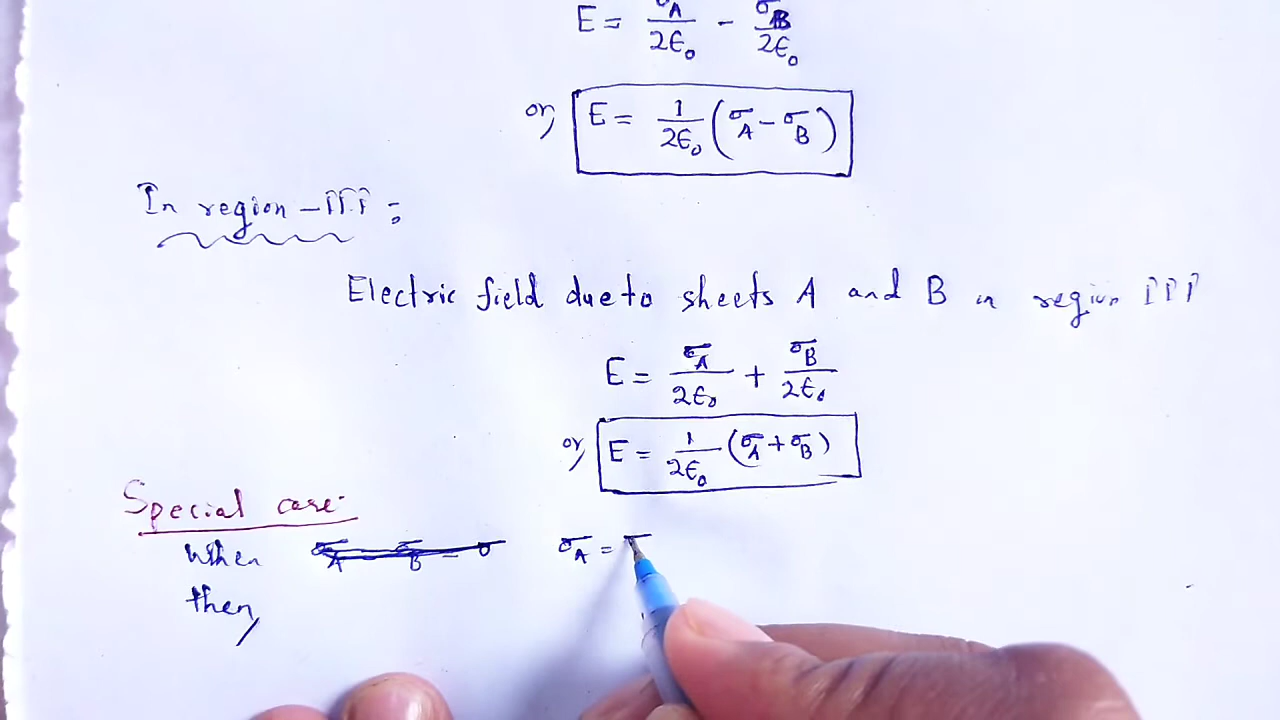 E = σA/2ϵ₀ − σB/2ϵ₀
or, E = 1/2ϵ₀ (σA − σB)
In region – III :
Electric field due to sheets A and B in region III
E = σA/2ϵ₀ + σB/2ϵ₀
or, E = 1/2ϵ₀ (σA + σB)
Special case:
When σA σB = σ σA = σ
then,